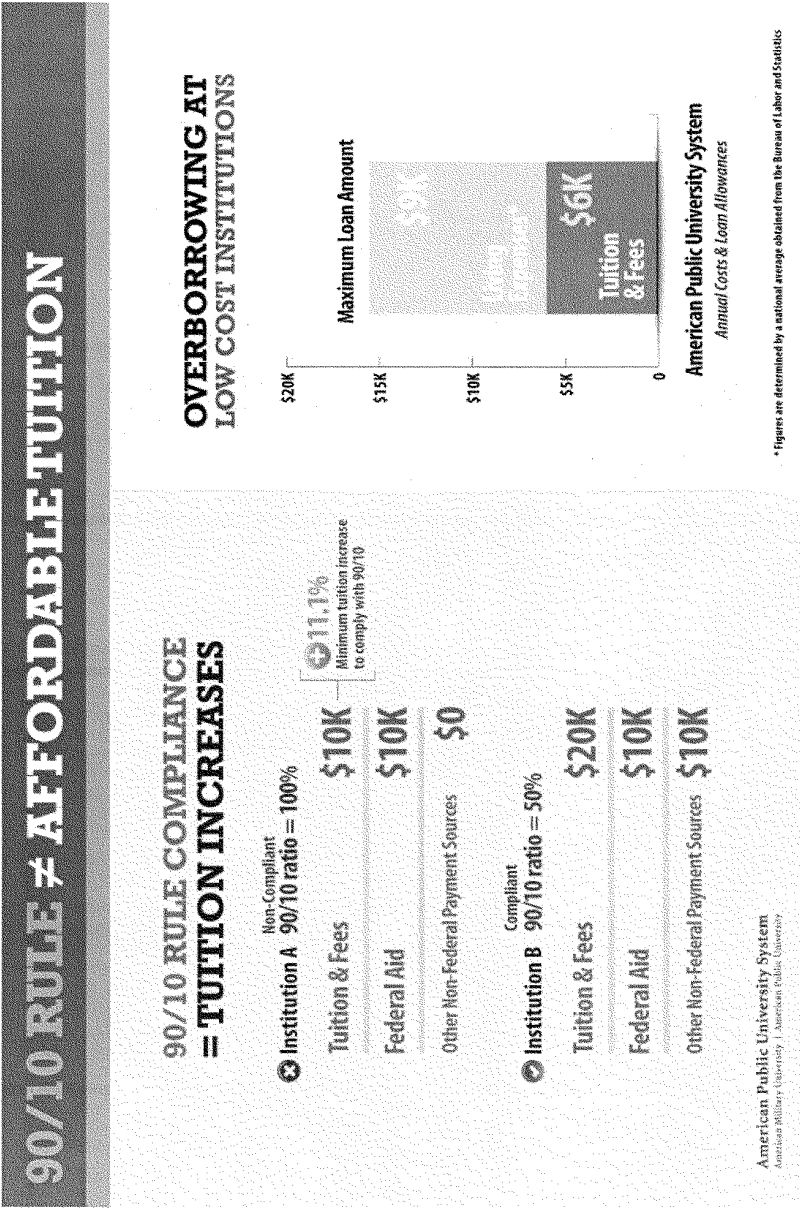 90/10 RULE ≠ AFFORDABLE TUITION
90/10 RULE COMPLIANCE
= TUITION INCREASES
Non-Compliant
Institution A 90/10 ratio = 100%
Tuition & Fees $10K
Federal Aid $10K
Other Non-Federal Payment Sources $0
+11.1%
Minimum tuition increase
to comply with 90/10
Compliant
Institution B 90/10 ratio = 50%
Tuition & Fees $20K
Federal Aid $10K
Other Non-Federal Payment Sources $10K
American Public University System
American Military University | American Public University
OVERBORROWING AT
LOW COST INSTITUTIONS
Maximum Loan Amount
$20K
$15K
$10K
$5K
0
$9K
Living
Expenses*
$6K
Tuition
& Fees
American Public University System
Annual Costs & Loan Allowances
* Figures are determined by a national average obtained from the Bureau of Labor and Statistics